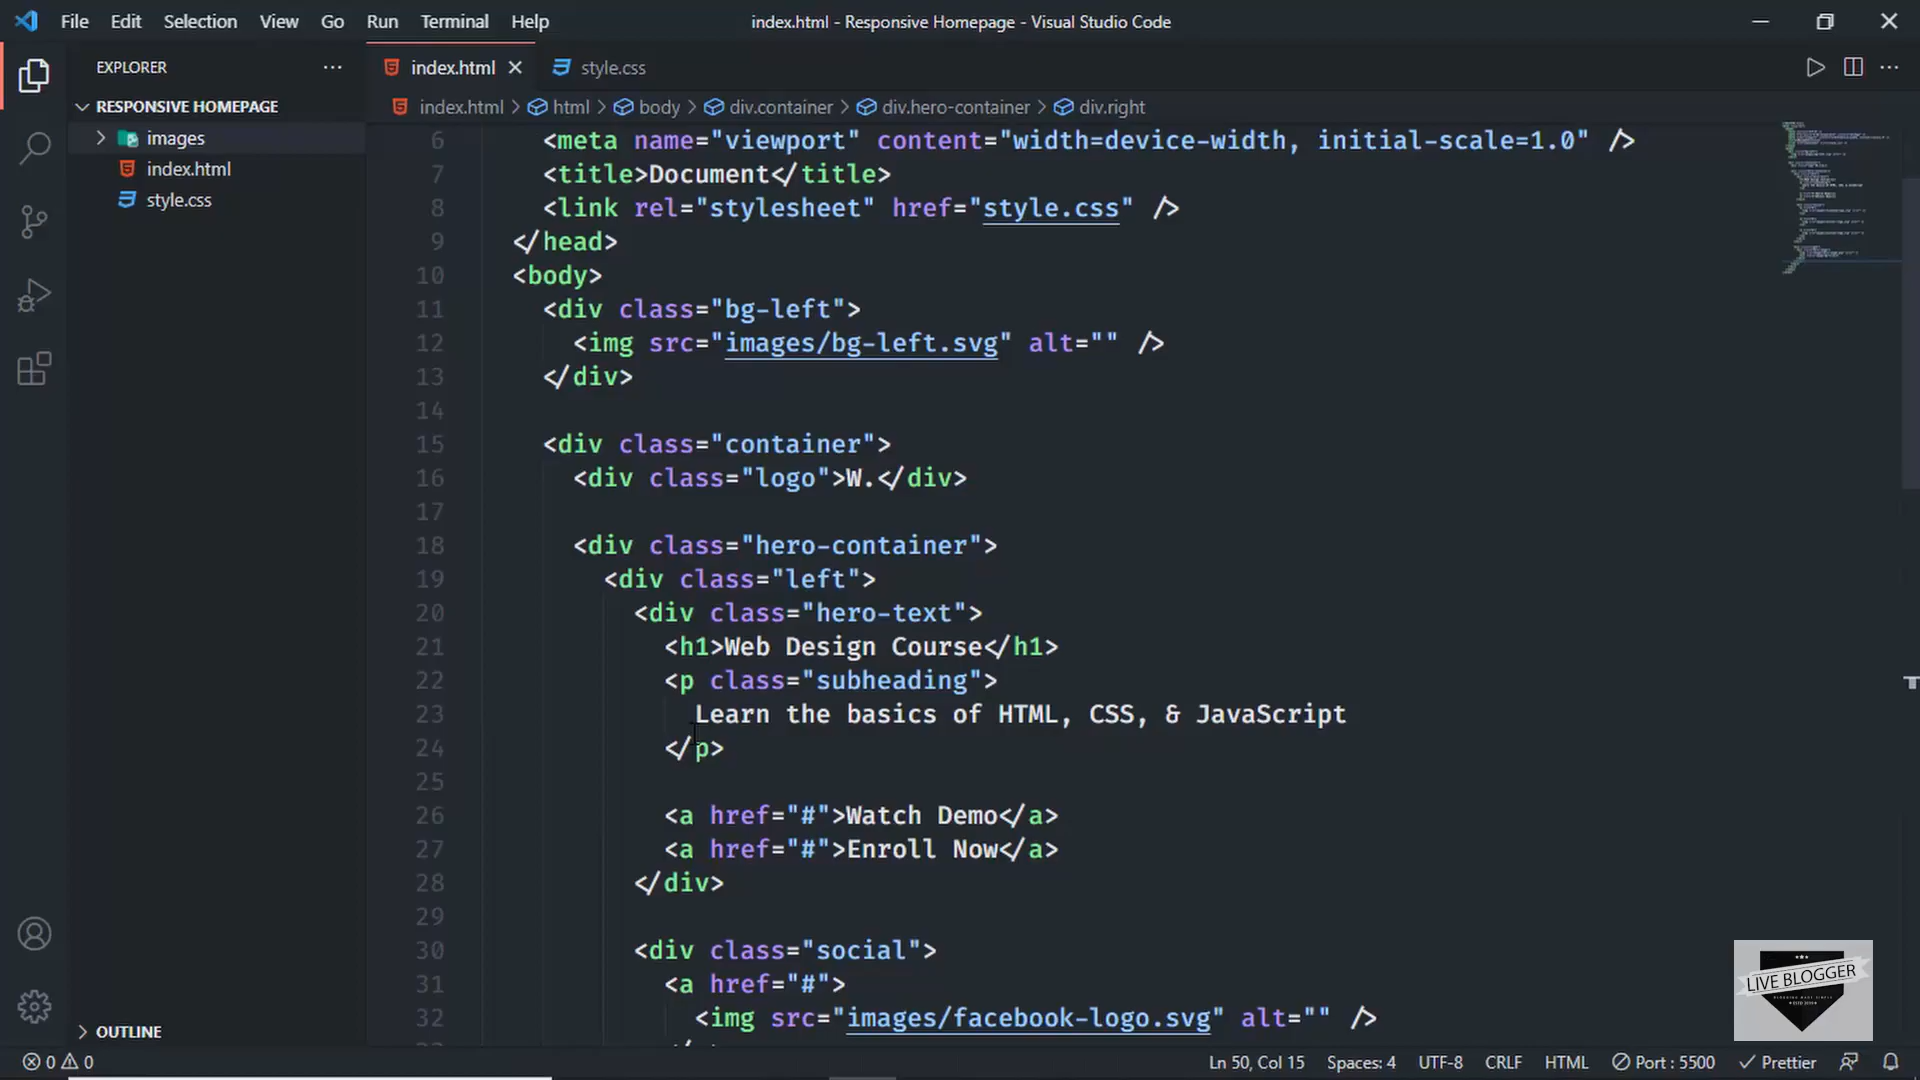 File Edit Selection View Go Run Terminal Help
index.html - Responsive Homepage - Visual Studio Code
EXPLORER
RESPONSIVE HOMEPAGE
images
index.html
style.css
OUTLINE
index.html style.css
index.html > html > body > div.container > div.hero-container > div.right
6 <meta name="viewport" content="width=device-width, initial-scale=1.0" />
7 <title>Document</title>
8 <link rel="stylesheet" href="style.css" />
9 </head>
10 <body>
11 <div class="bg-left">
12 <img src="images/bg-left.svg" alt="" />
13 </div>
14
15 <div class="container">
16 <div class="logo">W.</div>
17
18 <div class="hero-container">
19 <div class="left">
20 <div class="hero-text">
21 <h1>Web Design Course</h1>
22 <p class="subheading">
23 Learn the basics of HTML, CSS, & JavaScript
24 </p>
25
26 <a href="#">Watch Demo</a>
27 <a href="#">Enroll Now</a>
28 </div>
29
30 <div class="social">
31 <a href="#">
32 <img src="images/facebook-logo.svg" alt="" />
LIVE BLOGGER
0 0
Ln 50, Col 15 Spaces: 4 UTF-8 CRLF HTML Port : 5500 Prettier